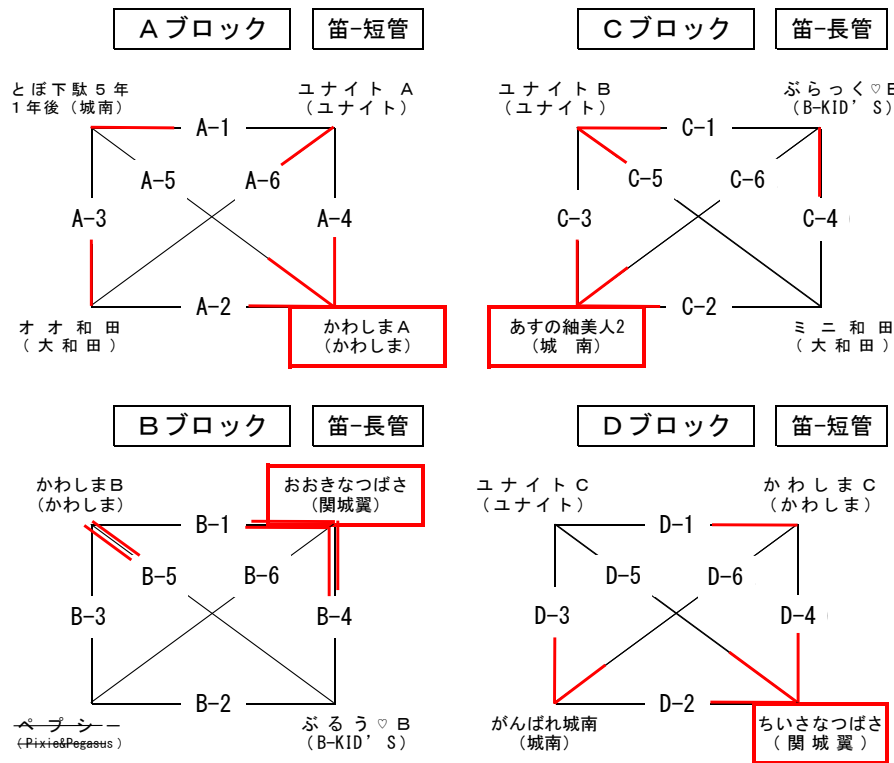 Aブロック 笛-短管
とぼ下駄5年
1年後(城南)
ユナイト A
(ユナイト)
A-1
A-5 A-6
A-3 A-4
A-2
オオ和田
(大和田)
かわしまA
(かわしま)
Cブロック 笛-長管
ユナイトB
(ユナイト)
ぶらっく♡B
(B-KID'S)
C-1
C-5 C-6
C-3 C-4
C-2
あすの紬美人2
(城 南)
ミニ和田
(大和田)
Bブロック 笛-長管
かわしまB
(かわしま)
おおきなつばさ
(関城翼)
B-1
B-5 B-6
B-3 B-4
B-2
ペプシー
(Pixie&Pegasus)
ぶるう♡B
(B-KID'S)
Dブロック 笛-短管
ユナイトC
(ユナイト)
かわしまC
(かわしま)
D-1
D-5 D-6
D-3 D-4
D-2
がんばれ城南
(城南)
ちいさなつばさ
(関城翼)